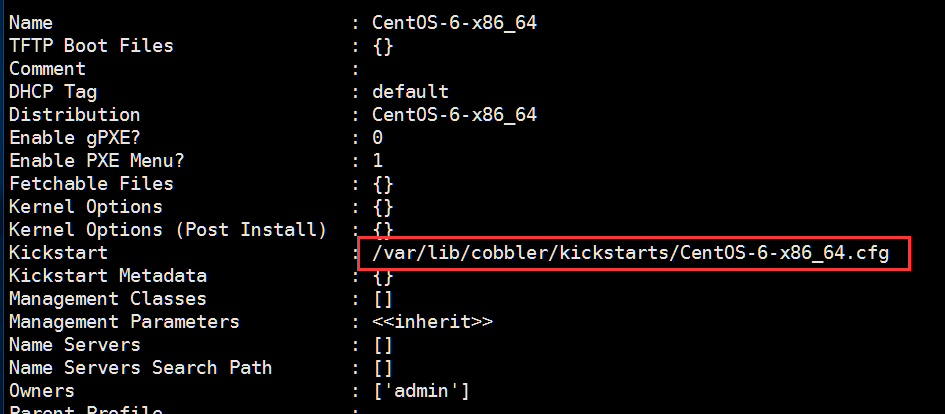 Name : CentOS-6-x86_64
TFTP Boot Files : {}
Comment :
DHCP Tag : default
Distribution : CentOS-6-x86_64
Enable gPXE? : 0
Enable PXE Menu? : 1
Fetchable Files : {}
Kernel Options : {}
Kernel Options (Post Install) : {}
Kickstart : /var/lib/cobbler/kickstarts/CentOS-6-x86_64.cfg
Kickstart Metadata : {}
Management Classes : []
Management Parameters : <<inherit>>
Name Servers : []
Name Servers Search Path : []
Owners : ['admin']
Parent Profile :